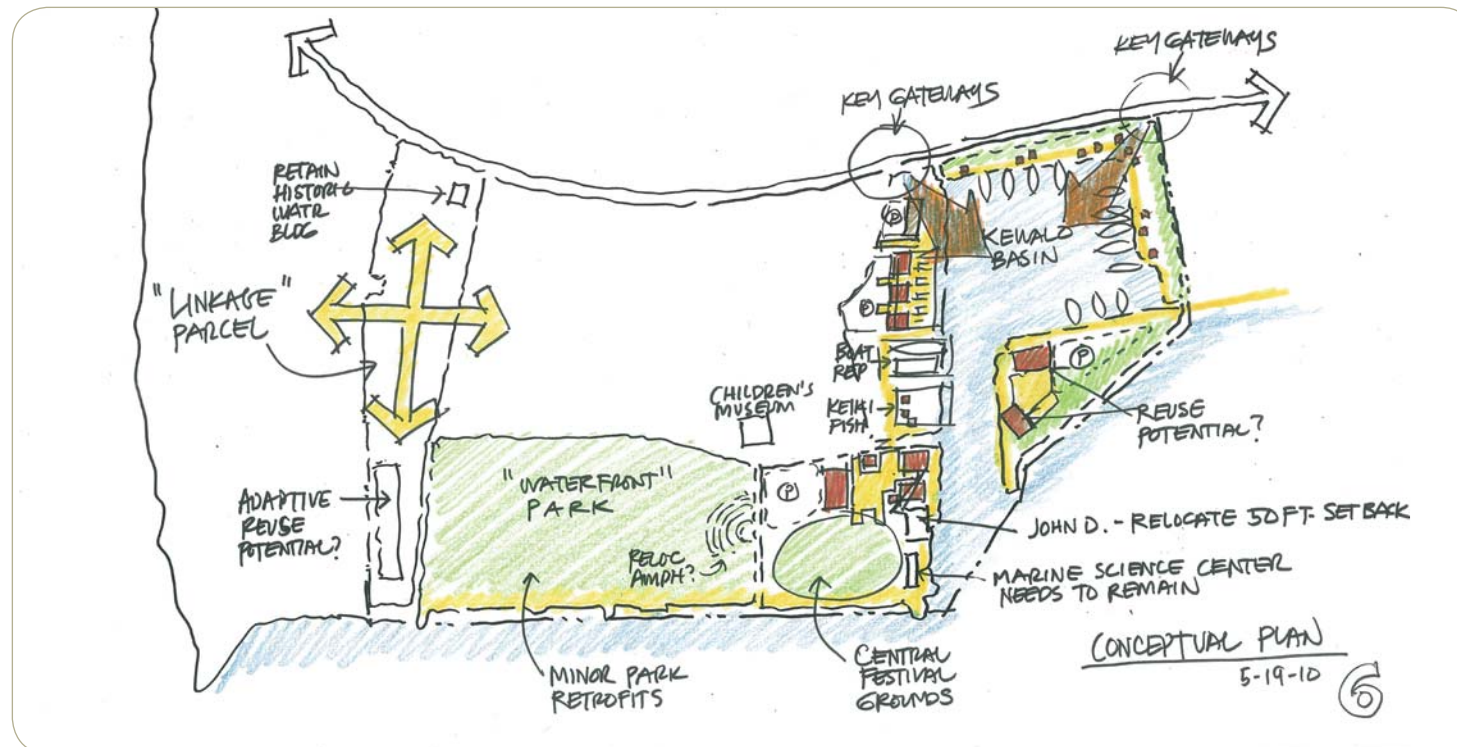 KEY GATEWAYS
KEY GATEWAYS
RETAIN
HISTORIC
WATR
BLDG
"LINKAGE"
PARCEL
P
KEWALO
BASIN
P
BOAT
REP
KEIHI
FISH
P
REUSE
POTENTIAL?
CHILDREN'S
MUSEUM
"WATERFRONT"
PARK
P
ADAPTIVE
REUSE
POTENTIAL?
RELOC
AMPH?
JOHN D. - RELOCATE 50 FT. SET BACK
MARINE SCIENCE CENTER
NEEDS TO REMAIN
MINOR PARK
RETROFITS
CENTRAL
FESTIVAL
GROUNDS
CONCEPTUAL PLAN
5-19-10
6